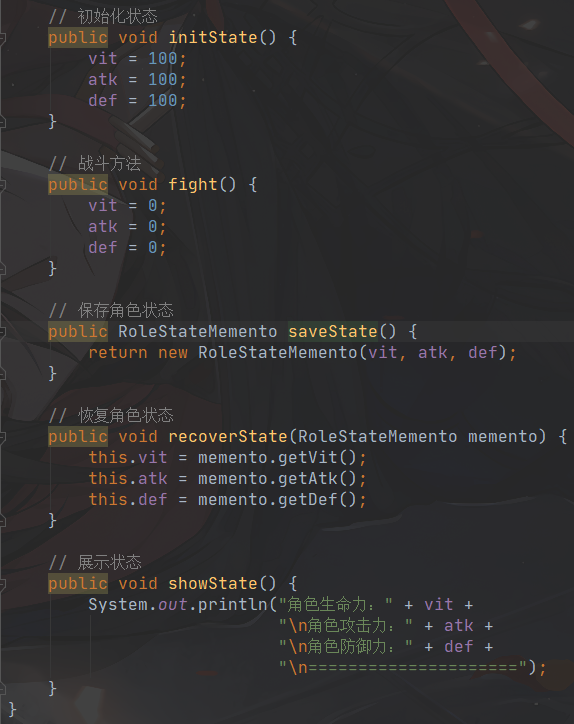 // 初始化状态
public void initState() {
vit = 100;
atk = 100;
def = 100;
}
// 战斗方法
public void fight() {
vit = 0;
atk = 0;
def = 0;
}
// 保存角色状态
public RoleStateMemento saveState() {
return new RoleStateMemento(vit, atk, def);
}
// 恢复角色状态
public void recoverState(RoleStateMemento memento) {
this.vit = memento.getVit();
this.atk = memento.getAtk();
this.def = memento.getDef();
}
// 展示状态
public void showState() {
System.out.println("角色生命力：" + vit +
"\n角色攻击力：" + atk +
"\n角色防御力：" + def +
"\n=====================");
}
}